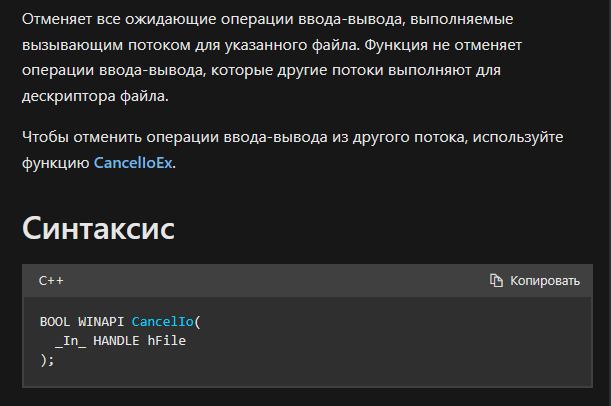 Отменяет все ожидающие операции ввода-вывода, выполняемые
вызывающим потоком для указанного файла. Функция не отменяет
операции ввода-вывода, которые другие потоки выполняют для
дескриптора файла.
Чтобы отменить операции ввода-вывода из другого потока, используйте
функцию CancelIoEx.
Синтаксис
C++ Копировать
BOOL WINAPI CancelIo(
  _In_ HANDLE hFile
);